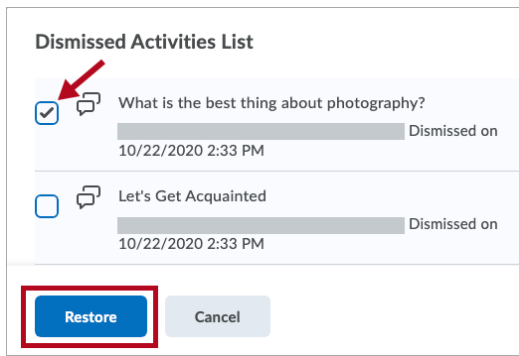 Dismissed Activities List
What is the best thing about photography?
Dismissed on
10/22/2020 2:33 PM
Let's Get Acquainted
Dismissed on
10/22/2020 2:33 PM
Restore
Cancel